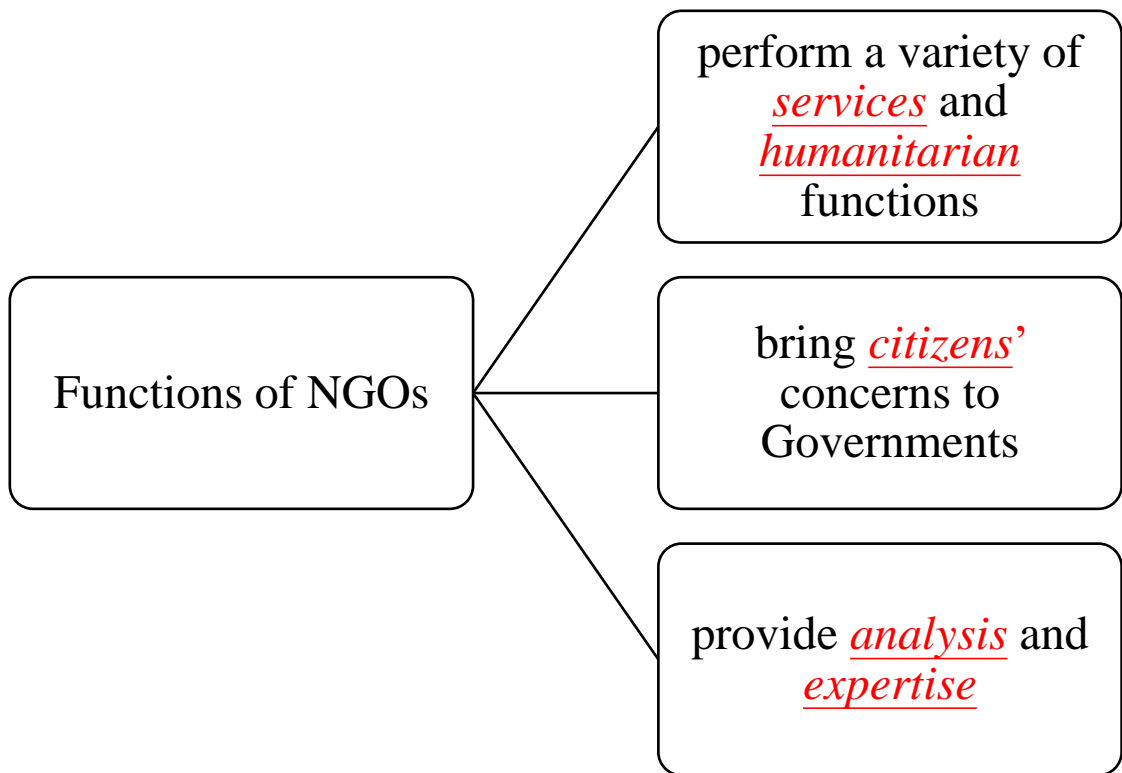 Functions of NGOs
perform a variety of
services and
humanitarian
functions
bring citizens’
concerns to
Governments
provide analysis and
expertise